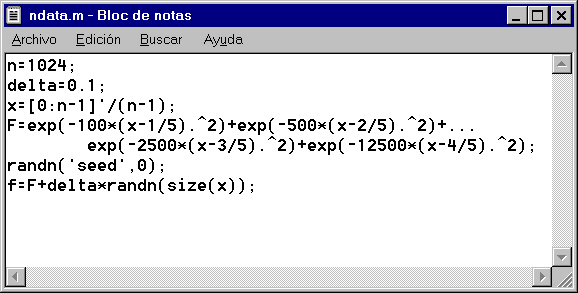 ndata.m - Bloc de notas
Archivo Edición Buscar Ayuda
n=1024;
delta=0.1;
x=[0:n-1]'/(n-1);
F=exp(-100*(x-1/5).^2)+exp(-500*(x-2/5).^2)+...
exp(-2500*(x-3/5).^2)+exp(-12500*(x-4/5).^2);
randn('seed',0);
f=F+delta*randn(size(x));